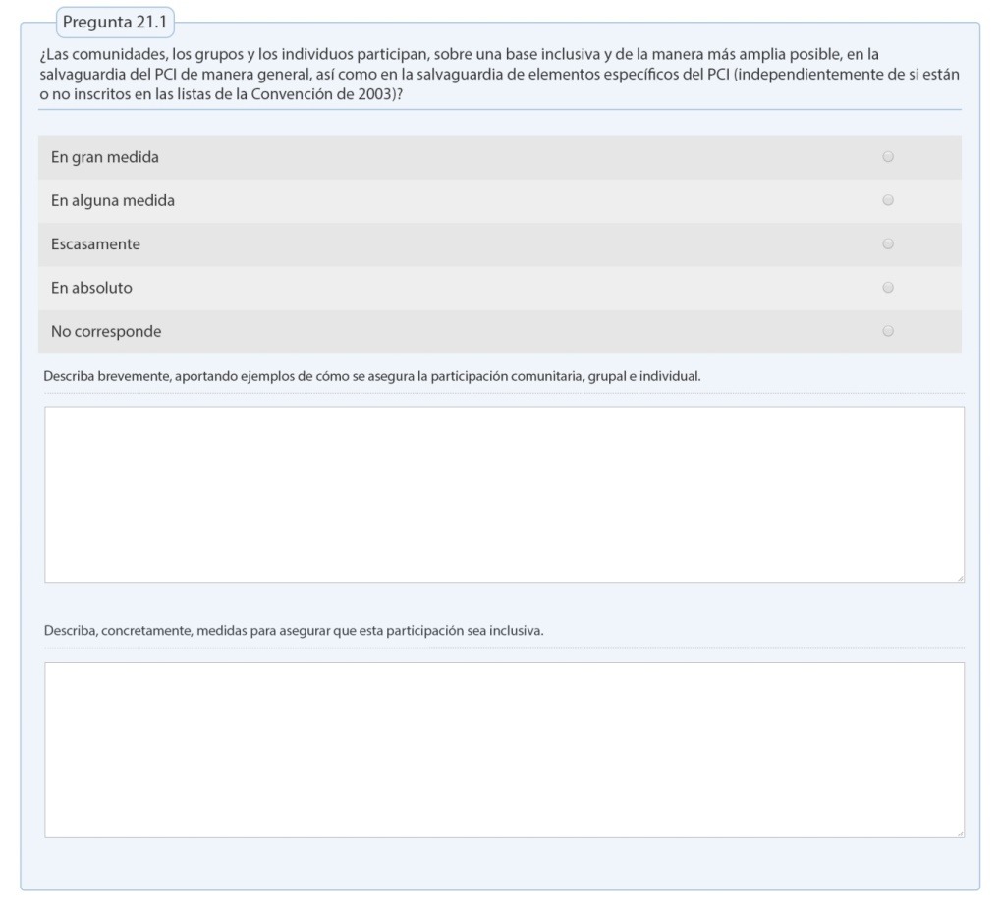 Pregunta 21.1
¿Las comunidades, los grupos y los individuos participan, sobre una base inclusiva y de la manera más amplia posible, en la
salvaguardia del PCI de manera general, así como en la salvaguardia de elementos específicos del PCI (independientemente de si están
o no inscritos en las listas de la Convención de 2003)?
En gran medida
En alguna medida
Escasamente
En absoluto
No corresponde
Describa brevemente, aportando ejemplos de cómo se asegura la participación comunitaria, grupal e individual.
Describa, concretamente, medidas para asegurar que esta participación sea inclusiva.